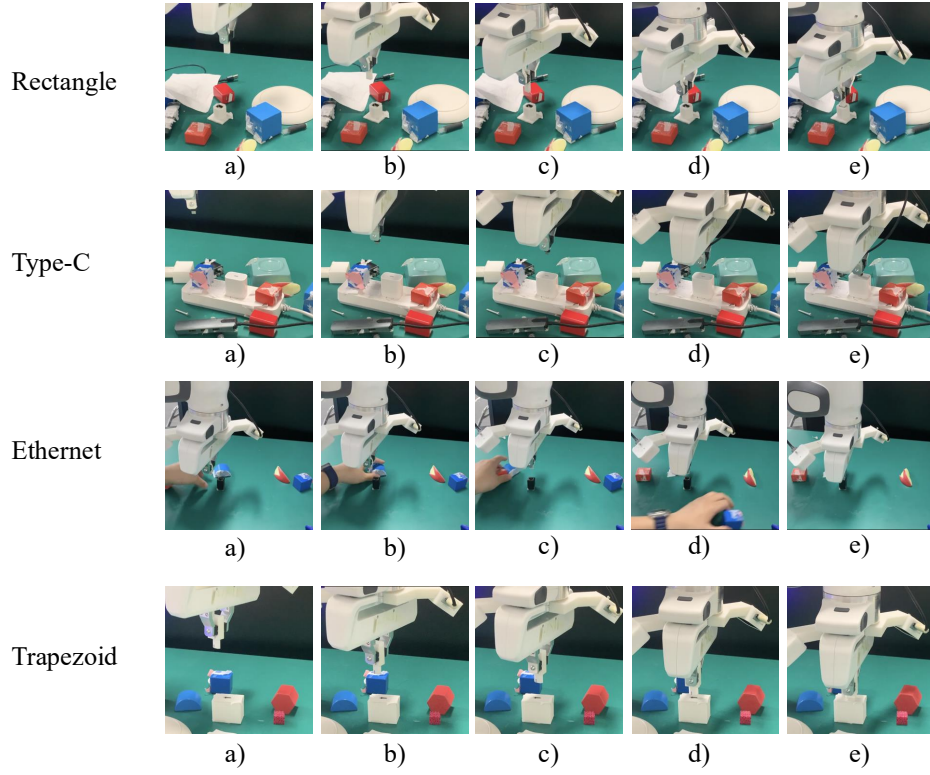 Rectangle
a) b) c) d) e)
Type-C
a) b) c) d) e)
Ethernet
a) b) c) d) e)
Trapezoid
a) b) c) d) e)